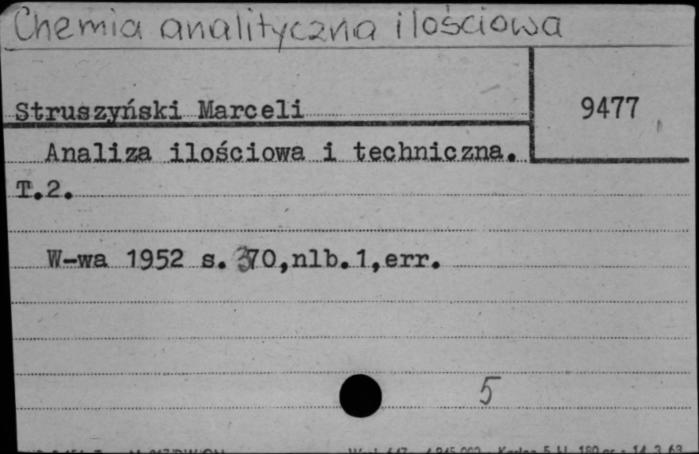 Chemia analityczna ilościowa
Struszyński Marceli
9477
Analiza ilościowa i techniczna.
T.2.
W-wa 1952 s. 370,nlb.1,err.
5